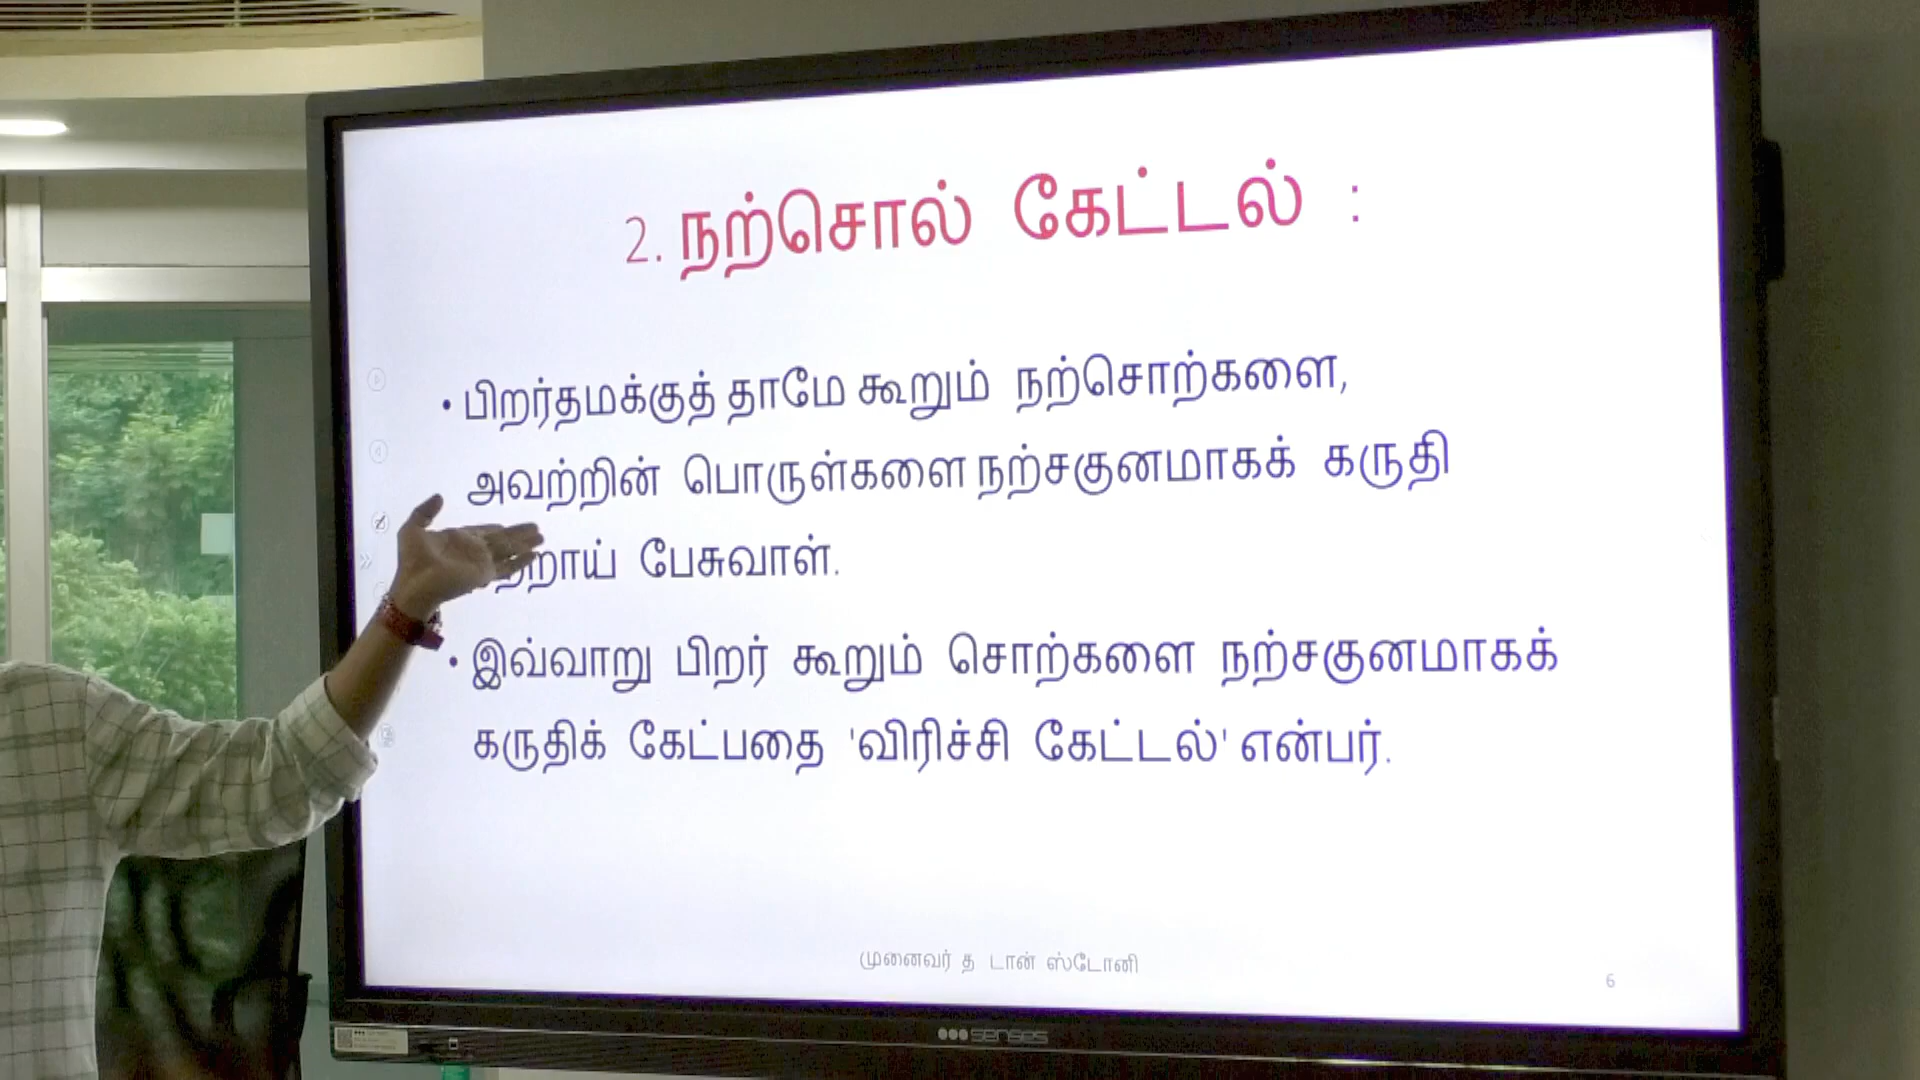 2. நற்சொல் கேட்டல் :
• பிறர்தமக்குத் தாமே கூறும் நற்சொற்களை,
அவற்றின் பொருள்களை நற்சகுனமாகக் கருதி
பேசுவாள்.
• இவ்வாறு பிறர் கூறும் சொற்களை நற்சகுனமாகக்
கருதிக் கேட்பதை 'விரிச்சி கேட்டல்' என்பர்.
முனைவர் த டான் ஸ்டோனி
6
senses